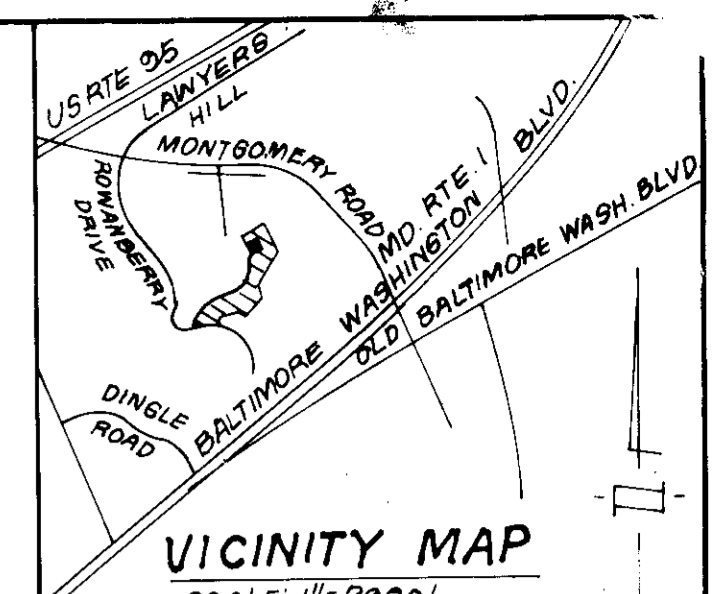 US RTE 95
LAWYERS
HILL
MONTGOMERY ROAD
ROWANBERRY
DRIVE
MD. RTE. 1
BALTIMORE WASHINGTON BLVD.
OLD BALTIMORE WASH. BLVD.
DINGLE
ROAD
VICINITY MAP